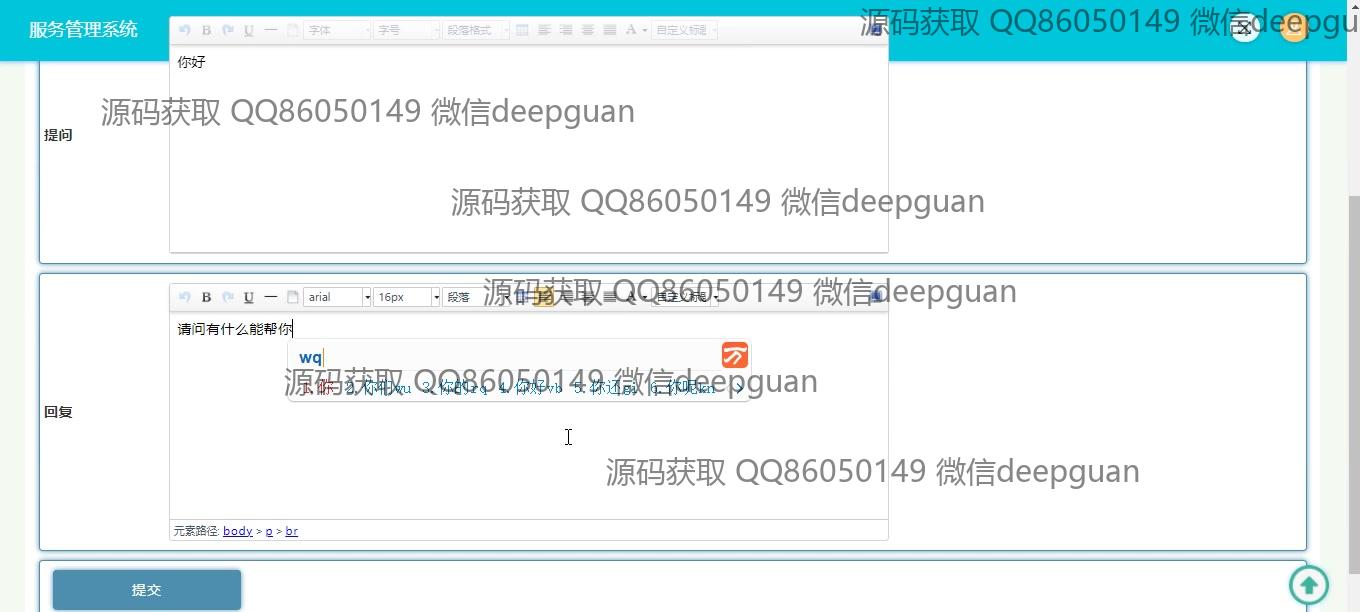 服务管理系统
字体 字号 段落格式 自定义标题
源码获取 QQ86050149 微信deepgu
你好
源码获取 QQ86050149 微信deepguan
提问
源码获取 QQ86050149 微信deepguan
B U arial 16px 段落 自定义标题
源码获取 QQ86050149 微信deepguan
请问有什么能帮你
wq
1.你 2.你们wu 3.你的rq 4.你好vb 5.你还gi 6.你呢kn
源码获取 QQ86050149 微信deepguan
回复
源码获取 QQ86050149 微信deepguan
元素路径: body > p > br
提交